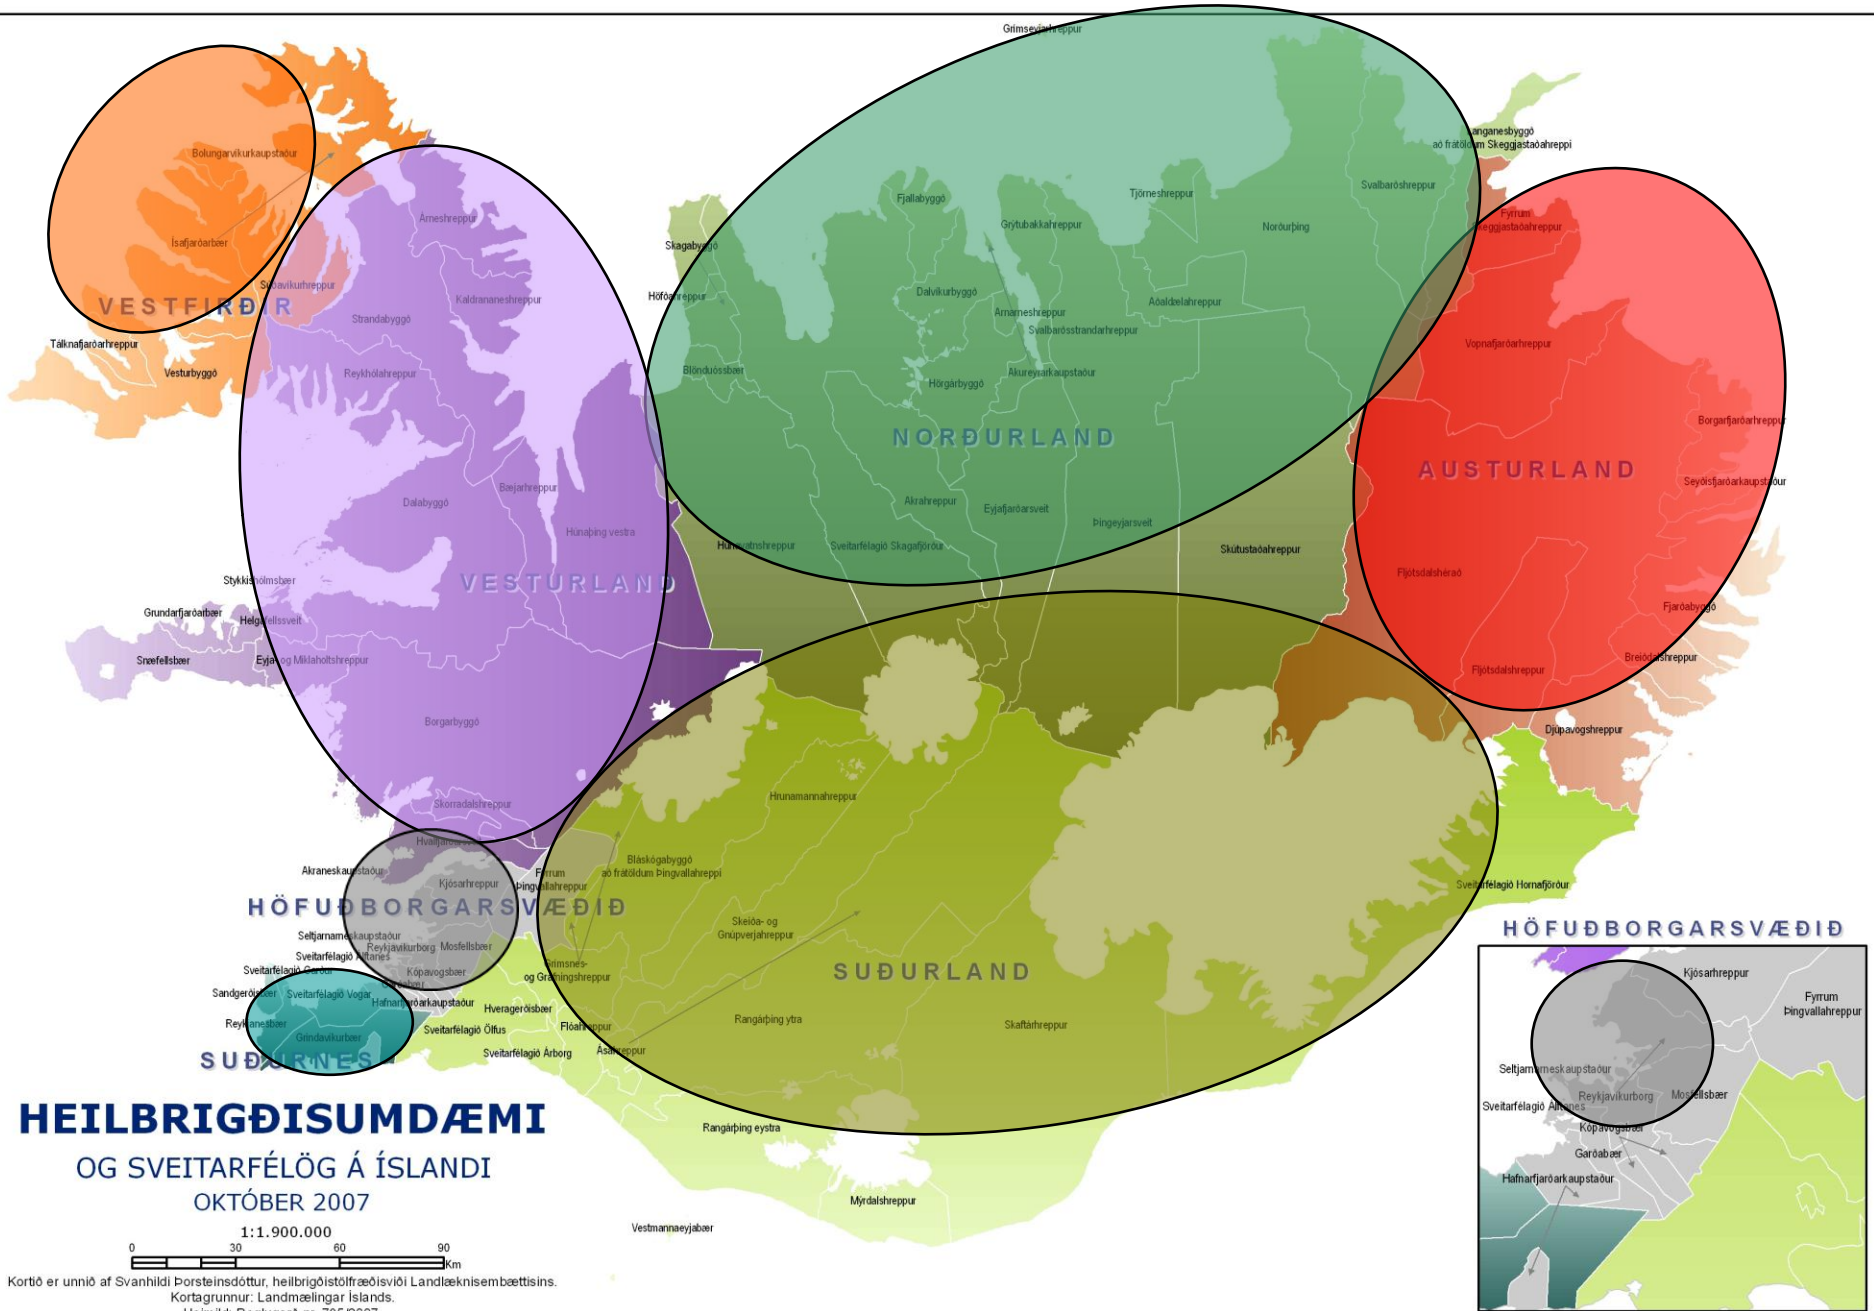 Grímseyjarhreppur
Langanesbyggð
að frátöldum Skeggjastaðahreppi
Bolungarvíkurkaupstaður
Svalbarðshreppur
Tjörneshreppur
Fjallabyggð
Árneshreppur
Grýtubakkahreppur
Norðurþing
Fyrrum
Skeggjastaðahreppur
Ísafjarðarbær
Skagabyggð
Súðavíkurhreppur
Kaldrananeshreppur
Höfðahreppur
Dalvíkurbyggð
Aðaldælahreppur
VESTFIRÐIR
Arnarneshreppur
Strandabyggð
Svalbarðsstrandarhreppur
Tálknafjarðarhreppur
Vopnafjarðarhreppur
Vesturbyggð
Reykhólahreppur
Blönduóssbær
Hörgárbyggð
Akureyrarkaupstaður
Borgarfjarðarhreppur
NORÐURLAND
AUSTURLAND
Seyðisfjarðarkaupstaður
Bæjarhreppur
Dalabyggð
Akrahreppur
Eyjafjarðarsveit
Þingeyjarsveit
Húnaþing vestra
Húnavatnshreppur
Sveitarfélagið Skagafjörður
Skútustaðahreppur
Fljótsdalshérað
Stykkishólmsbær
VESTURLAND
Grundarfjarðarbær
Helgafellssveit
Fjarðabyggð
Snæfellsbær
Eyja- og Miklaholtshreppur
Breiðdalshreppur
Fljótsdalshreppur
Borgarbyggð
Djúpavogshreppur
Hrunamannahreppur
Skorradalshreppur
Bláskógabyggð
að frátöldum Þingvallahreppi
Akraneskaupstaður
Kjósarhreppur
Fyrrum
Þingvallahreppur
Sveitarfélagið Hornafjörður
HÖFUÐBORGARSVÆÐIÐ
Skeiða- og
Gnúpverjahreppur
Seltjarnarneskaupstaður
Reykjavíkurborg
Mosfellsbær
Sveitarfélagið Álftanes
Sveitarfélagið Garður
Kópavogsbær
Garðabær
Grímsnes-
og Grafningshreppur
SUÐURLAND
Sandgerðisbær
Sveitarfélagið Vogar
Hafnarfjarðarkaupstaður
Hveragerðisbær
Reykjanesbær
Grindavíkurbær
Sveitarfélagið Ölfus
Flóahreppur
Rangárþing ytra
Skaftárhreppur
SUÐURNES
Sveitarfélagið Árborg
Ásahreppur
Rangárþing eystra
Mýrdalshreppur
Vestmannaeyjabær
HEILBRIGÐISUMDÆMI
OG SVEITARFÉLÖG Á ÍSLANDI
OKTÓBER 2007
1:1.900.000
0 30 60 90
Km
Kortið er unnið af Svanhildi Þorsteinsdóttur, heilbrigðistölfræðisviði Landlæknisembættisins.
Kortagrunnur: Landmælingar Íslands.
HÖFUÐBORGARSVÆÐIÐ
Kjósarhreppur
Fyrrum
Þingvallahreppur
Seltjarnarneskaupstaður
Reykjavíkurborg
Mosfellsbær
Sveitarfélagið Álftanes
Kópavogsbær
Garðabær
Hafnarfjarðarkaupstaður